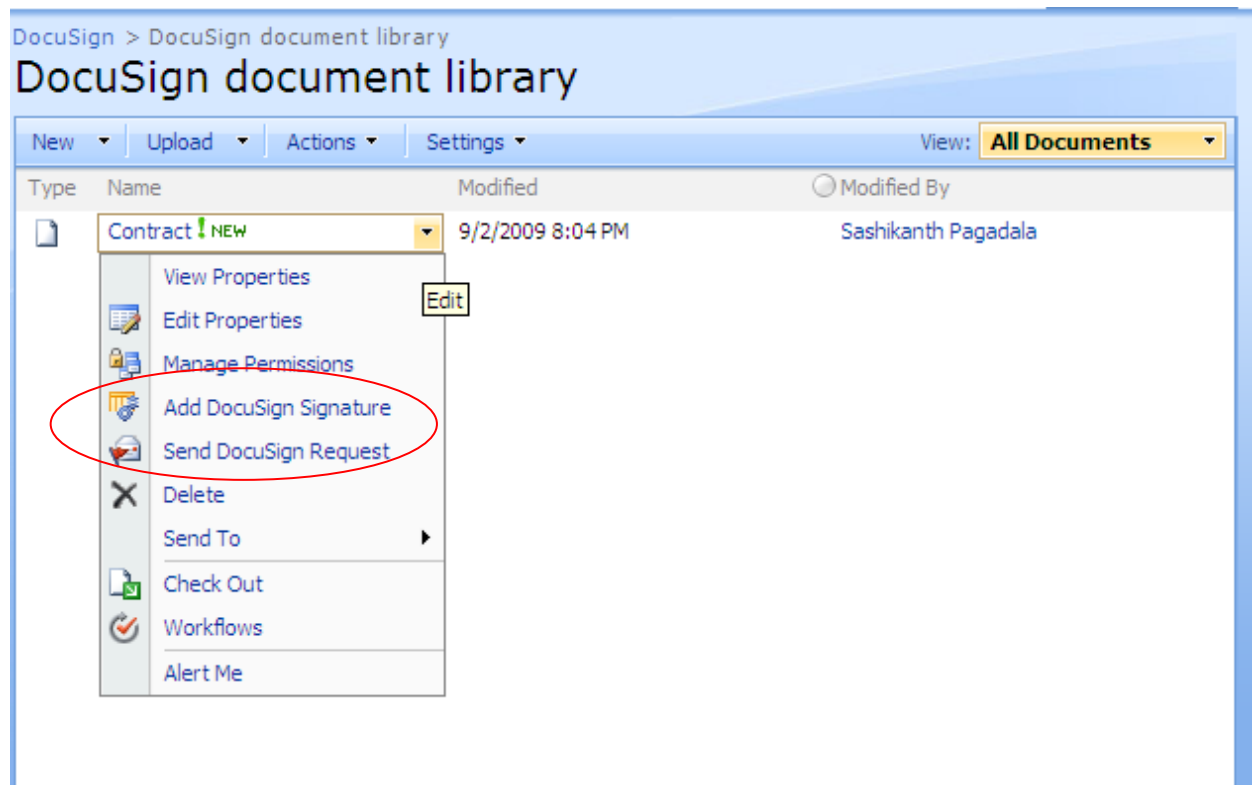 DocuSign > DocuSign document library
DocuSign document library
New Upload Actions Settings View: All Documents
Type Name Modified Modified By
Contract ! NEW 9/2/2009 8:04 PM Sashikanth Pagadala
View Properties
Edit
Edit Properties
Manage Permissions
Add DocuSign Signature
Send DocuSign Request
Delete
Send To
Check Out
Workflows
Alert Me